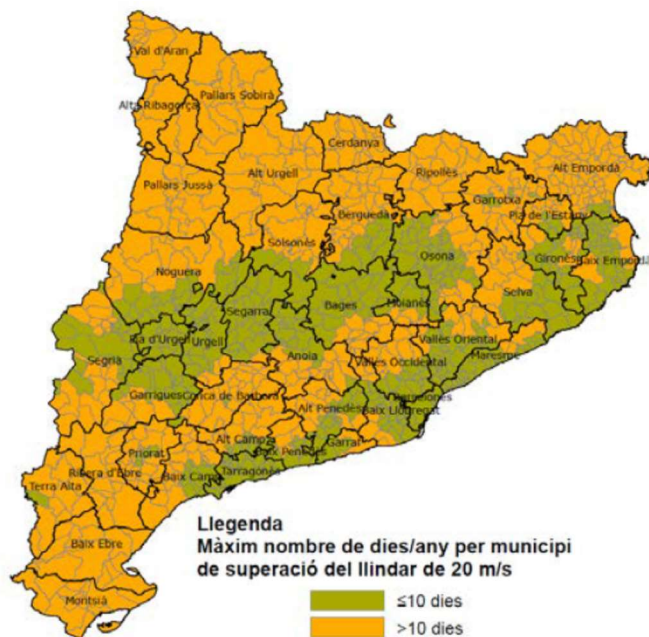 Val d'Aran
Pallars Sobirà
Alta Ribagorça
Cerdanya
Alt Urgell
Ripollès
Alt Empordà
Pallars Jussà
Garrotxa
Berguedà
Pla de l'Estany
Solsonès
Osona
Gironès
Baix Empordà
Noguera
Selva
Bages
Moianès
Segarra
Pla d'Urgell
Urgell
Vallès Oriental
Maresme
Segrià
Anoia
Vallès Occidental
Garrigues
Conca de Barberà
Barcelonès
Alt Penedès
Baix Llobregat
Alt Camp
Garraf
Baix Penedès
Priorat
Tarragonès
Ribera d'Ebre
Baix Camp
Terra Alta
Baix Ebre
Montsià
Llegenda
Màxim nombre de dies/any per municipi
de superació del llindar de 20 m/s
≤10 dies
>10 dies